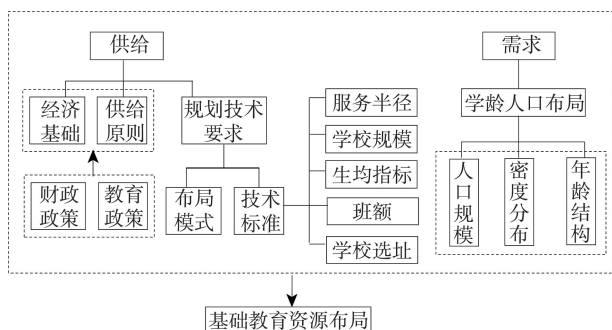 供给
需求
经济
基础
供给
原则
规划技术
要求
服务半径
学校规模
生均指标
班额
学校选址
学龄人口布局
财政
政策
教育
政策
布局
模式
技术
标准
人口规模
密度分布
年龄结构
基础教育资源布局